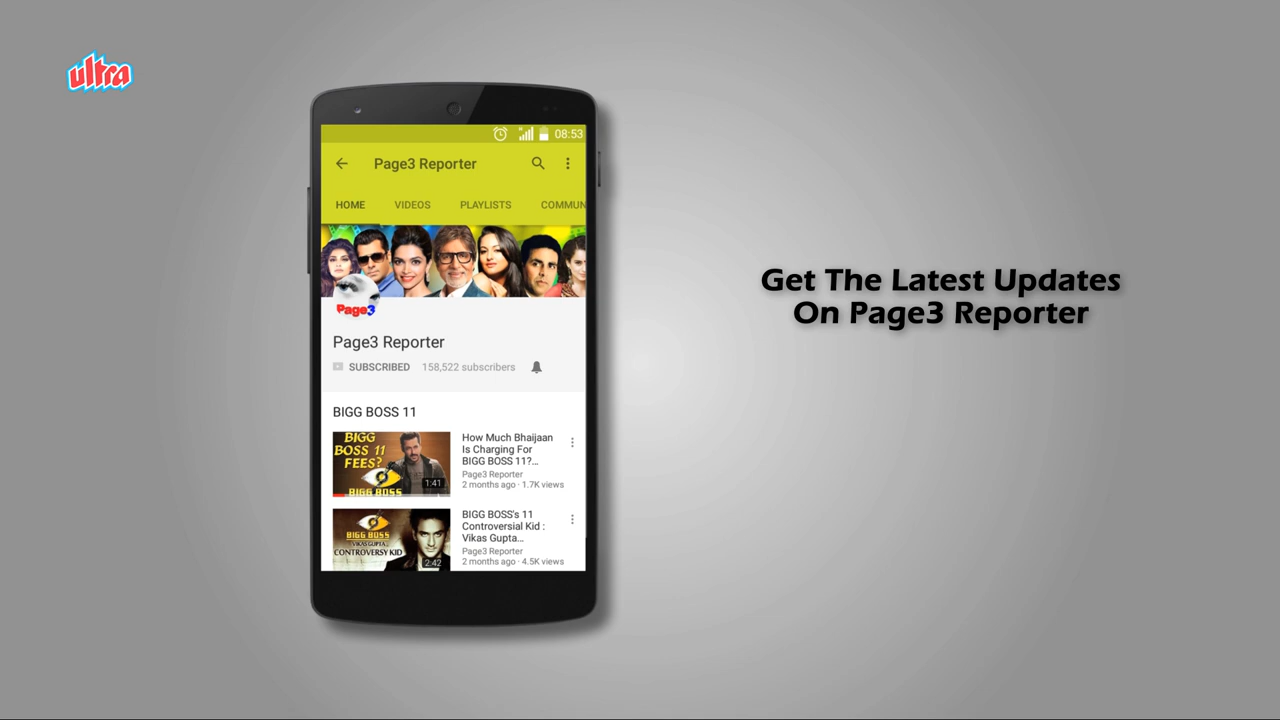 ultra
08:53
Page3 Reporter
HOME VIDEOS PLAYLISTS COMMUN
Page3
Page3 Reporter
SUBSCRIBED 158,522 subscribers
BIGG BOSS 11
BIGG
BOSS 11
FEES?
BIGG BOSS
1:41
How Much Bhaijaan
Is Charging For
BIGG BOSS 11?...
Page3 Reporter
2 months ago · 1.7K views
BIGG BOSS
VIKAS GUPTA...
CONTROVERSY KID
2:42
BIGG BOSS's 11
Controversial Kid :
Vikas Gupta...
Page3 Reporter
2 months ago · 4.5K views
Get The Latest Updates
On Page3 Reporter